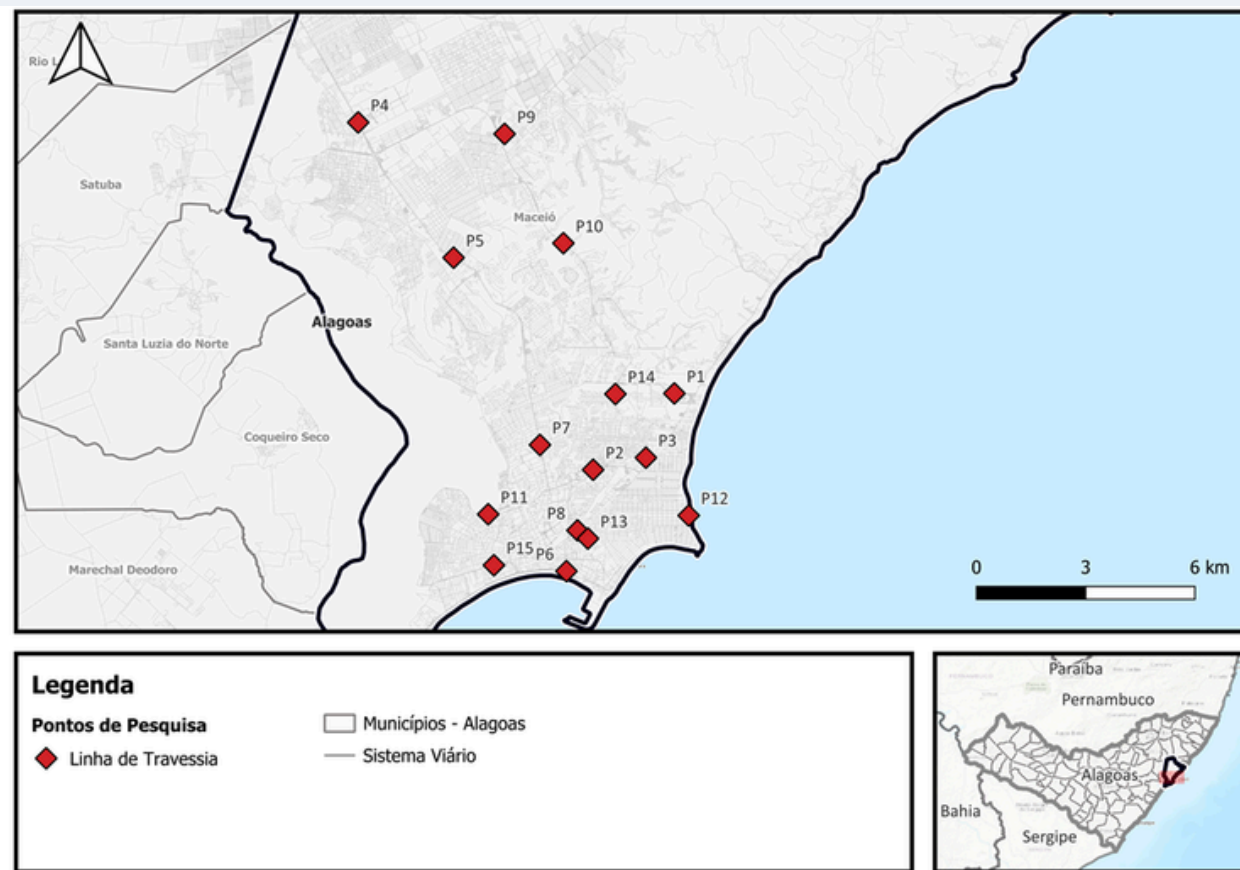 Rio L
P4
P9
Satuba
Maceió
P10
P5
Alagoas
Santa Luzia do Norte
P14
P1
Coqueiro Seco
P7
P3
P2
P11
P12
P8
P13
P15
P6
Marechal Deodoro
0 3 6 km
Legenda
Pontos de Pesquisa
Linha de Travessia
Municípios - Alagoas
Sistema Viário
Paraíba
Pernambuco
Alagoas
Bahia
Sergipe